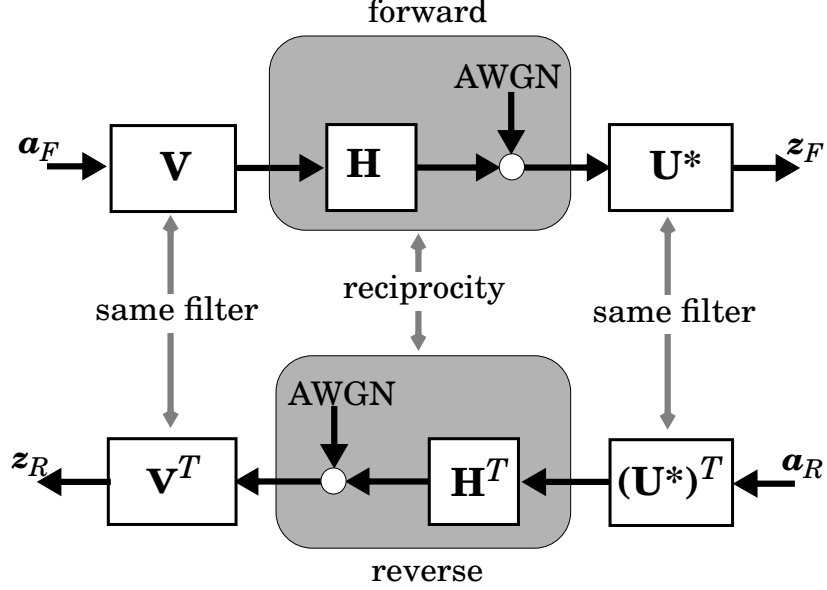 forward
AWGN
a_F V H U* z_F
same filter reciprocity same filter
AWGN
z_R V^T H^T (U*)^T a_R
reverse